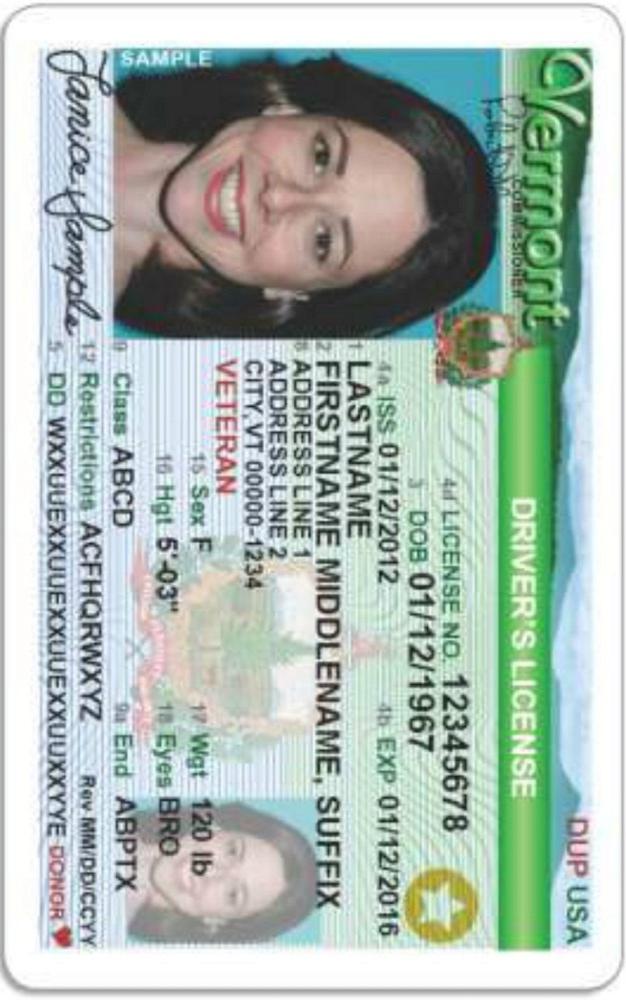 Vermont
DUP USA
DRIVER'S LICENSE
COMMISSIONER
4d LICENSE NO. 12345678
3 DOB 01/12/1967
4a ISS 01/12/2012 4b EXP 01/12/2016
1 LASTNAME
2 FIRSTNAME MIDDLENAME, SUFFIX
8 ADDRESS LINE 1
ADDRESS LINE 2
CITY,VT 00000-1234
VETERAN
15 Sex F 17 Wgt 120 lb
16 Hgt 5'-03" 18 Eyes BRO
9 Class ABCD 9a End ABPTX
12 Restrictions ACFHQRWXYZ Rev MM/DD/CCYY
5 DD WXXUUEXXUUEXXUUEXXUUXXYYE DONOR
SAMPLE
Janice Sample